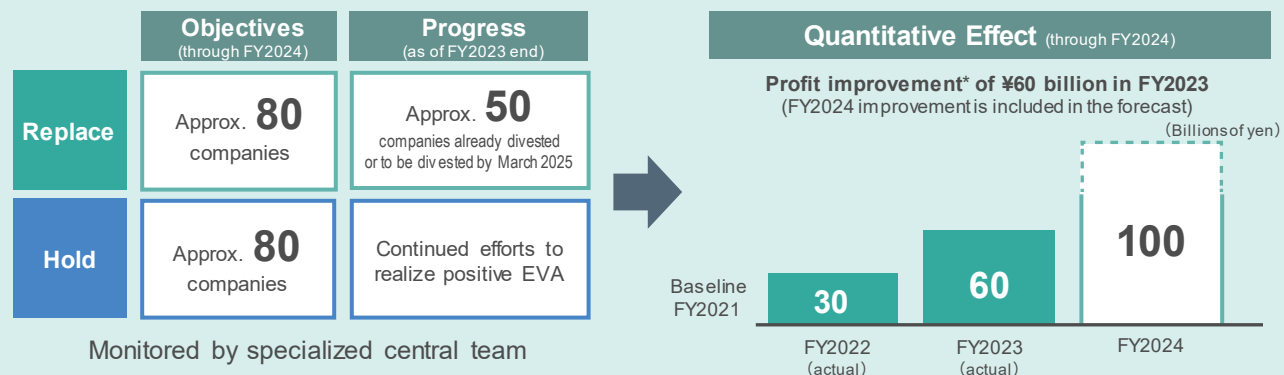 Objectives
(through FY2024)
Progress
(as of FY2023 end)
Replace
Approx. 80
companies
Approx. 50
companies already divested
or to be divested by March 2025
Hold
Approx. 80
companies
Continued efforts to
realize positive EVA
Monitored by specialized central team
Quantitative Effect (through FY2024)
Profit improvement* of ¥60 billion in FY2023
(FY2024 improvement is included in the forecast)
(Billions of yen)
Baseline
FY2021
30
60
100
FY2022
(actual)
FY2023
(actual)
FY2024